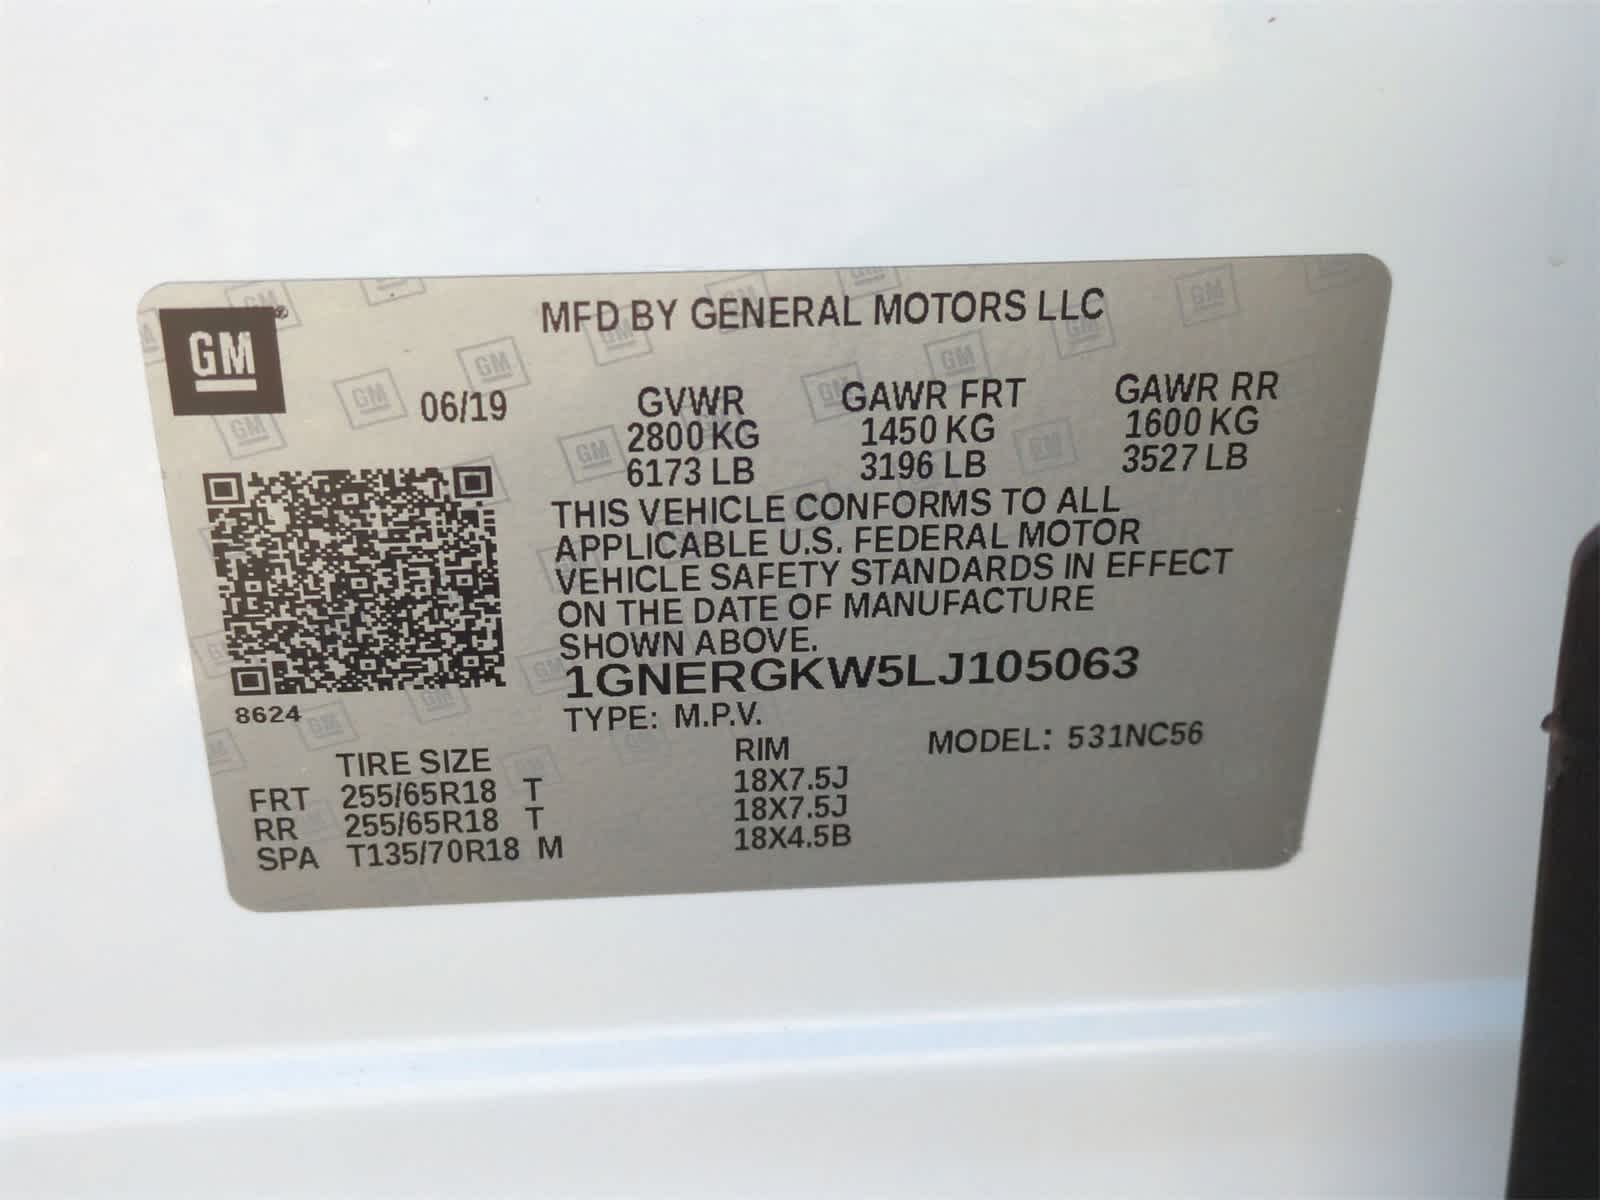 GM
MFD BY GENERAL MOTORS LLC
06/19
GVWR GAWR FRT GAWR RR
2800 KG 1450 KG 1600 KG
6173 LB 3196 LB 3527 LB
THIS VEHICLE CONFORMS TO ALL
APPLICABLE U.S. FEDERAL MOTOR
VEHICLE SAFETY STANDARDS IN EFFECT
ON THE DATE OF MANUFACTURE
SHOWN ABOVE.
1GNERGKW5LJ105063
8624
TYPE: M.P.V.
MODEL: 531NC56
TIRE SIZE RIM
FRT 255/65R18 T 18X7.5J
RR 255/65R18 T 18X7.5J
SPA T135/70R18 M 18X4.5B